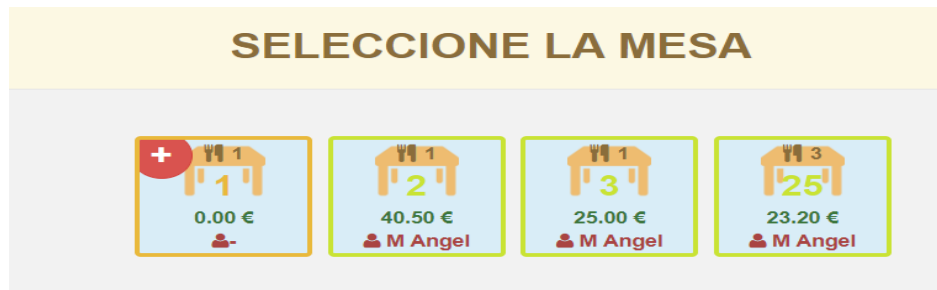 SELECCIONE LA MESA
+ 1 1 1 3
1 2 3 25
0.00 € 40.50 € 25.00 € 23.20 €
- M Angel M Angel M Angel